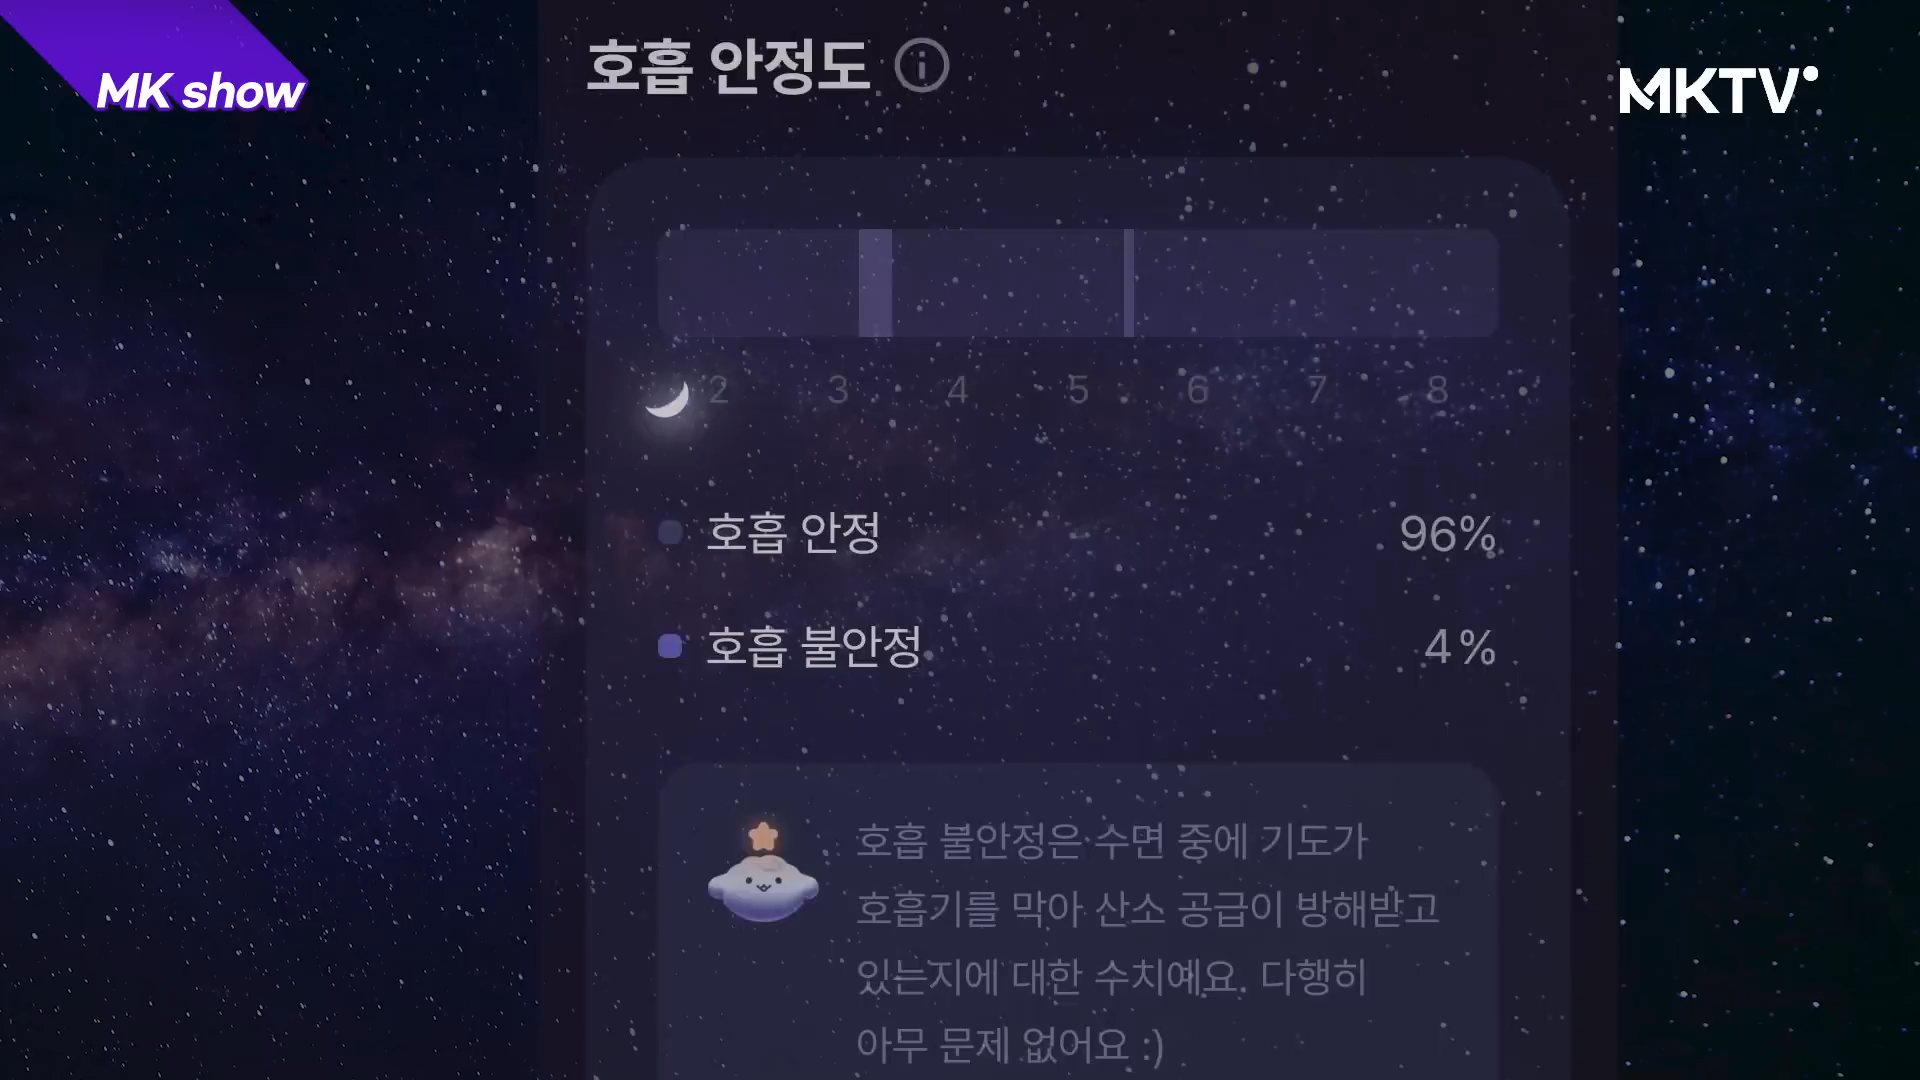 MK show
MKTV
호흡 안정도
2 3 4 5 6 7 8
호흡 안정 96%
호흡 불안정 4%
호흡 불안정은 수면 중에 기도가
호흡기를 막아 산소 공급이 방해받고
있는지에 대한 수치예요. 다행히
아무 문제 없어요 :)